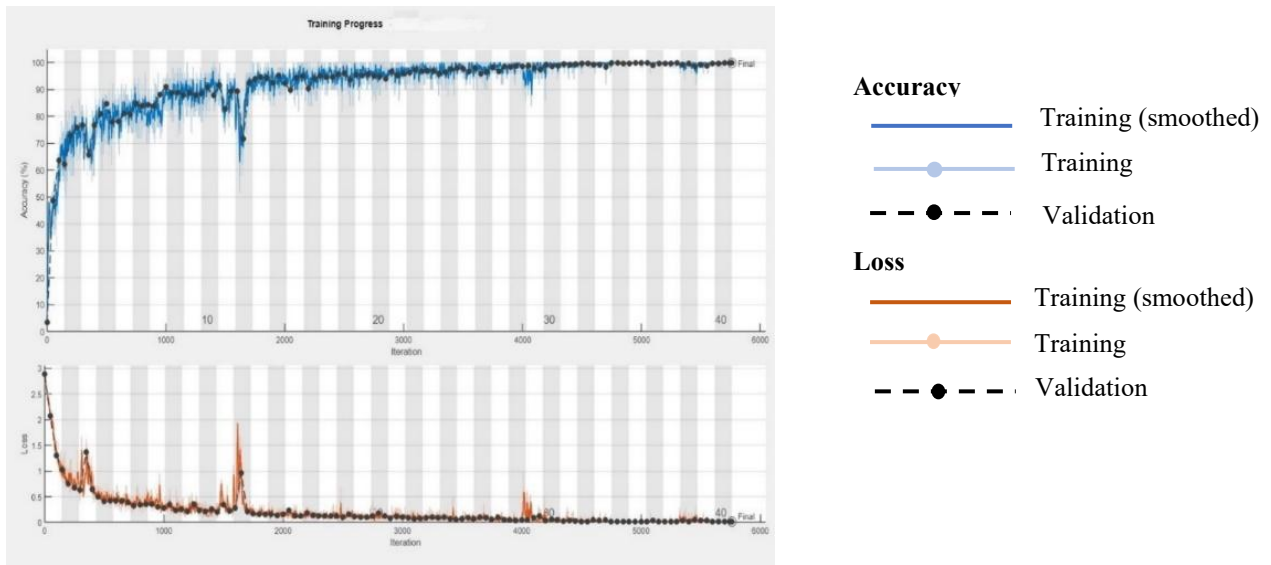 Training Progress
100
90
80
70
60
50
40
30
20
10
0
Accuracy (%)
Final
10
20
30
40
0
1000
2000
3000
4000
5000
6000
Iteration
3
2.5
2
1.5
1
0.5
0
Loss
40
Final
0
1000
2000
3000
4000
5000
6000
Iteration
Accuracy
Training (smoothed)
Training
Validation
Loss
Training (smoothed)
Training
Validation